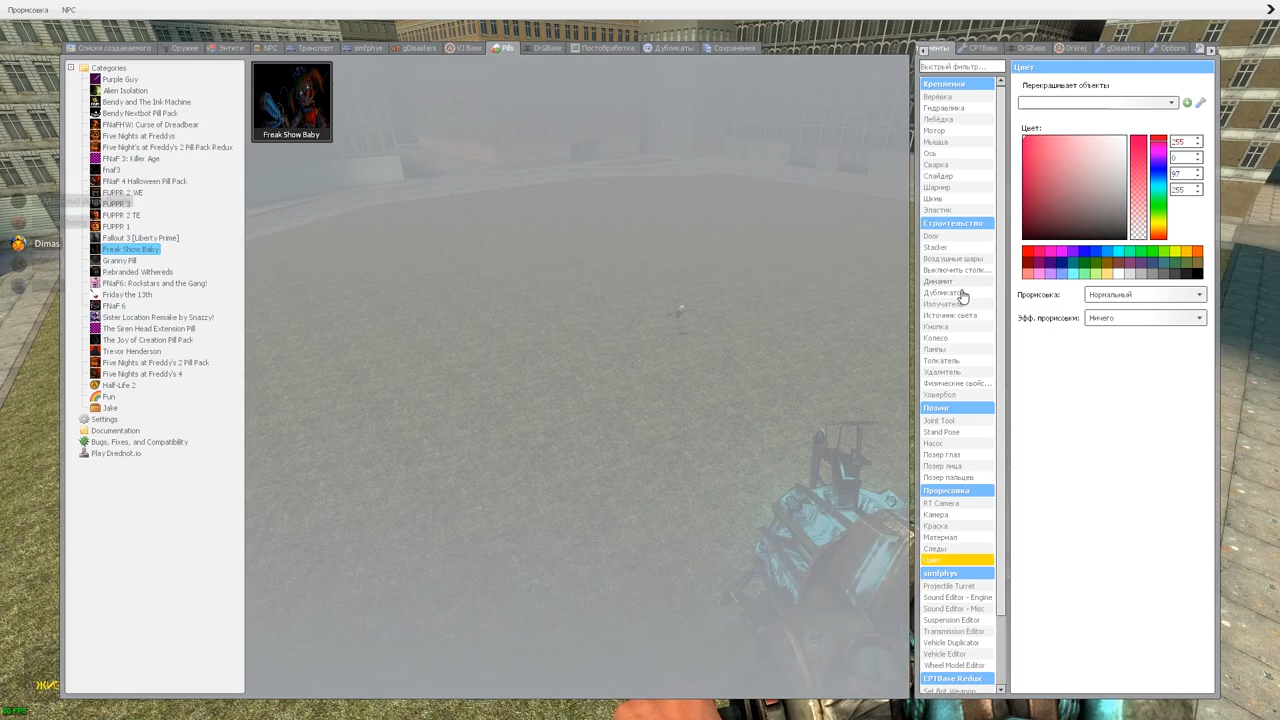 Прорисовка NPC
Списки создаваемого Оружие Энтити NPC Транспорт simfphys gDisasters VJ Base Pills DrGBase Постобработка Дубликаты Сохранения
CPTBase DrGBase DrVrej gDisasters Options
Categories
Purple Guy
Alien Isolation
Bendy and The Ink Machine
Bendy Nextbot Pill Pack
FNaFHW: Curse of Dreadbear
Five Nights at Freddys
Five Night's at Freddy's 2 Pill Pack Redux
FNaF 3: Killer Age
fnaf3
FNAF 4 Halloween Pill Pack
FUPPR 2 WE
FUPPR 3
FUPPR 2 TE
FUPPR 1
Fallout 3 [Liberty Prime]
Freak Show Baby
Granny Pill
Rebranded Withereds
FNaF6: Rockstars and the Gang!
Friday the 13th
FNAF 6
Sister Location Remake by Snazzy!
The Siren Head Extension Pill
The Joy of Creation Pill Pack
Trevor Henderson
Five Nights at Freddy's 2 Pill Pack
Five Nights at Freddy's 4
Half-Life 2
Fun
Jake
Settings
Documentation
Bugs, Fixes, and Compatibility
Play Drednot.io
Dimas
Freak Show Baby
Быстрый фильтр...
Крепления
Верёвка
Гидравлика
Лебёдка
Мотор
Мышца
Ось
Сварка
Слайдер
Шарнир
Шкив
Эластик
Строительство
Door
Stacker
Воздушные шары
Выключить столк...
Динамит
Дубликатор
Излучатель
Источник света
Кнопка
Колесо
Лампы
Толкатель
Удалитель
Физические свойс...
Ховербол
Позинг
Joint Tool
Stand Pose
Насос
Позер глаз
Позер лица
Позер пальцев
Прорисовка
RT Camera
Камера
Краска
Материал
Следы
Цвет
simfphys
Projectile Turret
Sound Editor - Engine
Sound Editor - Misc
Suspension Editor
Transmission Editor
Vehicle Duplicator
Vehicle Editor
Wheel Model Editor
CPTBase Redux
Set Bot Weapon
Цвет
Перекрашивает объекты
Цвет:
255
0
97
255
Прорисовка: Нормальный
Эфф. прорисовки: Ничего
80 FPS